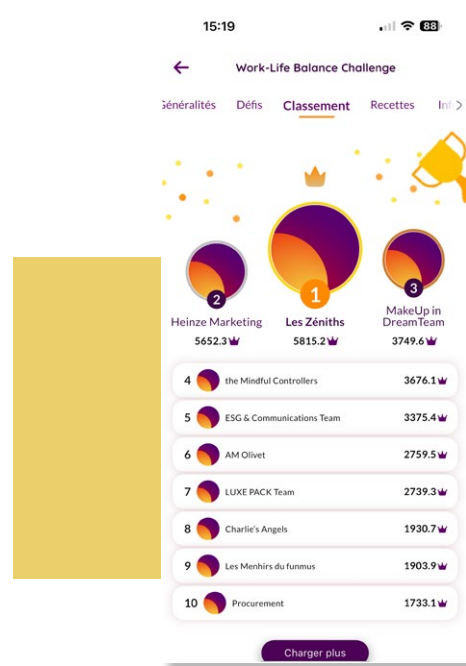 15:19 88
Work-Life Balance Challenge
Généralités Défis Classement Recettes Inf
1
2
3
Heinze Marketing
Les Zéniths
MakeUp in
DreamTeam
5652.3
5815.2
3749.6
4 the Mindful Controllers 3676.1
5 ESG & Communications Team 3375.4
6 AM Olivet 2759.5
7 LUXE PACK Team 2739.3
8 Charlie's Angels 1930.7
9 Les Menhirs du funmus 1903.9
10 Procurement 1733.1
Charger plus